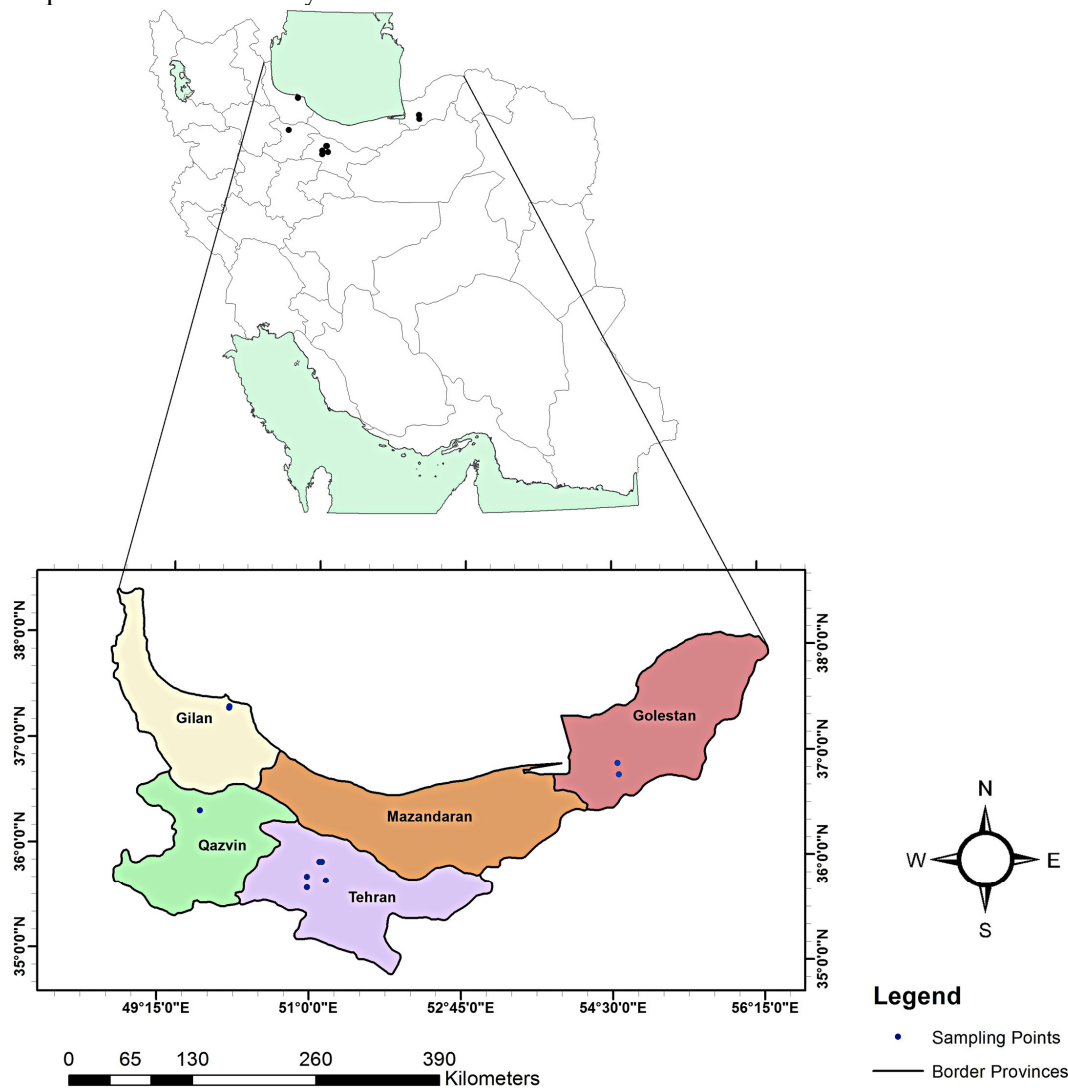 38°0'0"N
38°0'0"N
37°0'0"N
37°0'0"N
36°0'0"N
36°0'0"N
35°0'0"N
35°0'0"N
Gilan
Golestan
Mazandaran
Qazvin
Tehran
49°15'0"E
51°0'0"E
52°45'0"E
54°30'0"E
56°15'0"E
0
65
130
260
390
Kilometers
N
W
E
S
Legend
Sampling Points
Border Provinces